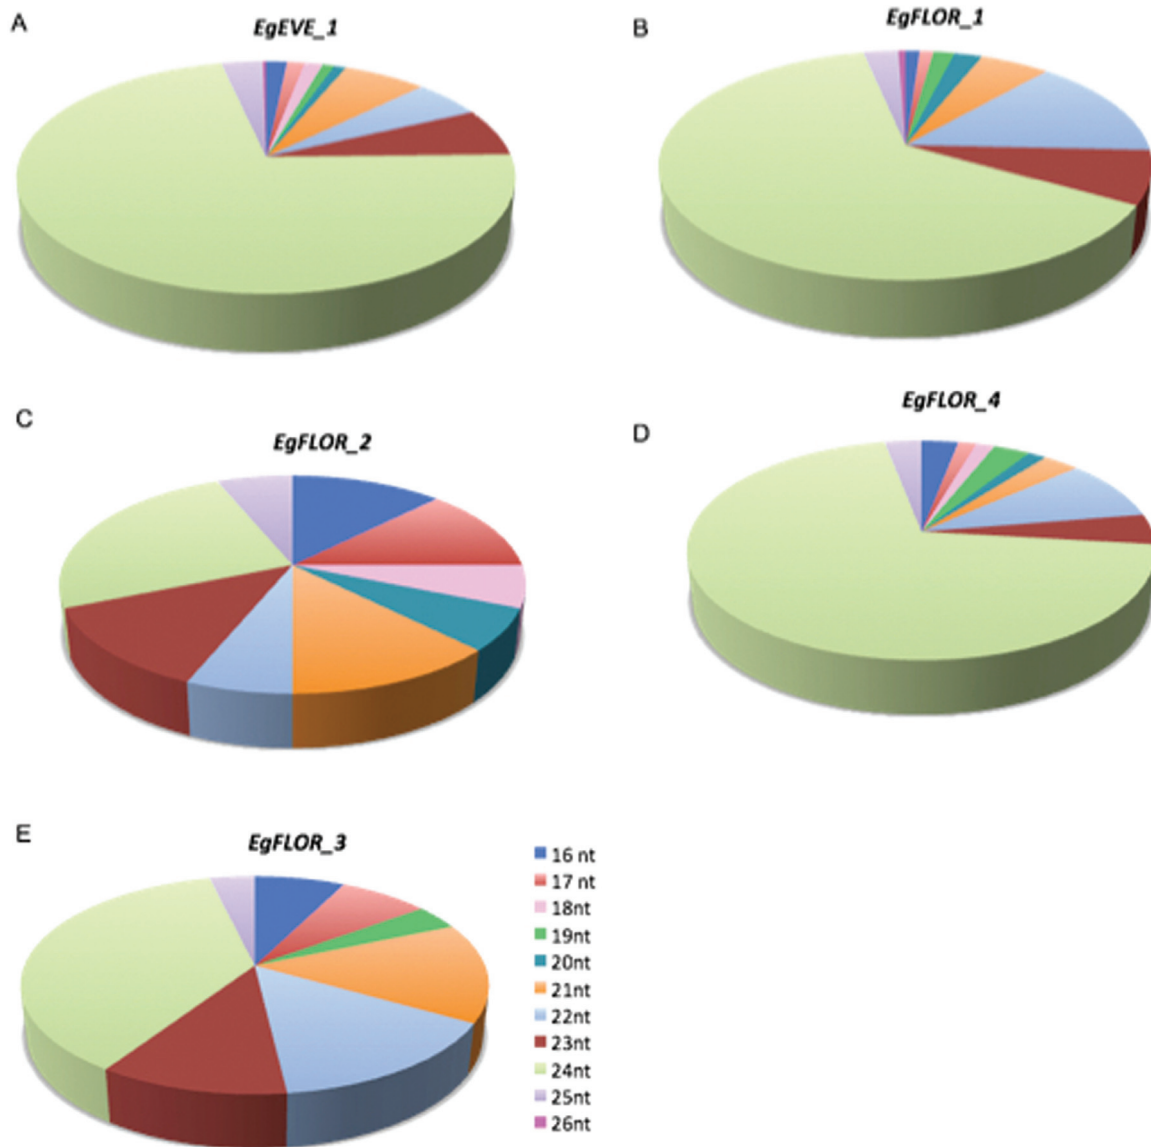 A
EgEVE_1
B
EgFLOR_1
C
EgFLOR_2
D
EgFLOR_4
E
EgFLOR_3
16 nt
17 nt
18nt
19nt
20nt
21nt
22nt
23nt
24nt
25nt
26nt